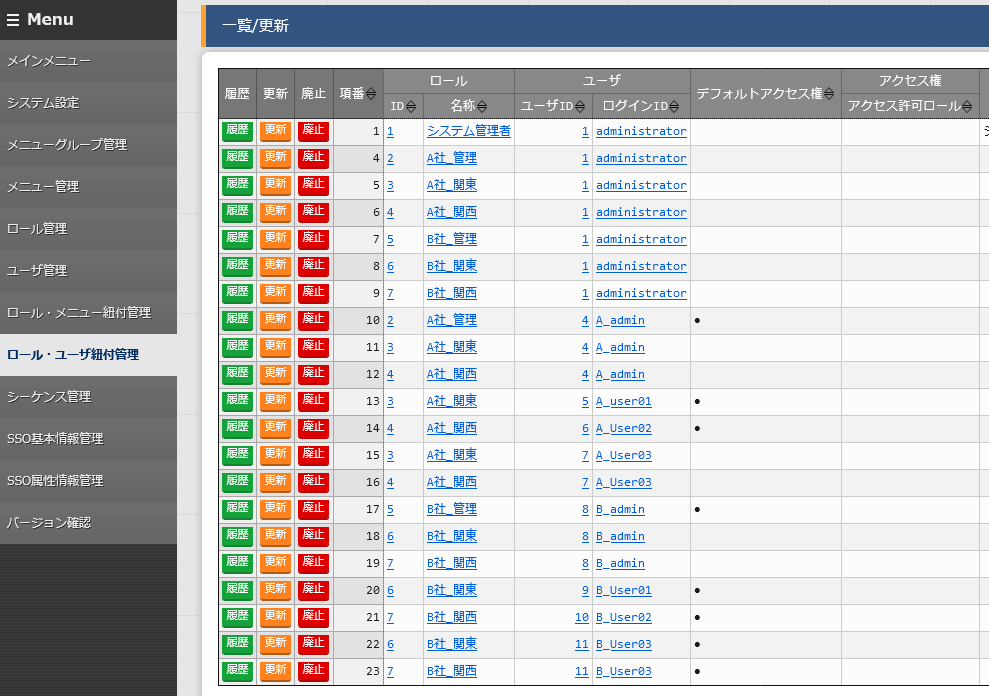 ☰ Menu
メインメニュー
システム設定
メニューグループ管理
メニュー管理
ロール管理
ユーザ管理
ロール・メニュー紐付管理
ロール・ユーザ紐付管理
シーケンス管理
SSO基本情報管理
SSO属性情報管理
バージョン確認
一覧/更新
履歴 更新 廃止 項番 ロール ユーザ デフォルトアクセス権 アクセス権
ID 名称 ユーザID ログインID アクセス許可ロール
履歴 更新 廃止 1 1 システム管理者 1 administrator
履歴 更新 廃止 4 2 A社_管理 1 administrator
履歴 更新 廃止 5 3 A社_関東 1 administrator
履歴 更新 廃止 6 4 A社_関西 1 administrator
履歴 更新 廃止 7 5 B社_管理 1 administrator
履歴 更新 廃止 8 6 B社_関東 1 administrator
履歴 更新 廃止 9 7 B社_関西 1 administrator
履歴 更新 廃止 10 2 A社_管理 4 A_admin ●
履歴 更新 廃止 11 3 A社_関東 4 A_admin
履歴 更新 廃止 12 4 A社_関西 4 A_admin
履歴 更新 廃止 13 3 A社_関東 5 A_user01 ●
履歴 更新 廃止 14 4 A社_関西 6 A_User02 ●
履歴 更新 廃止 15 3 A社_関東 7 A_User03
履歴 更新 廃止 16 4 A社_関西 7 A_User03
履歴 更新 廃止 17 5 B社_管理 8 B_admin ●
履歴 更新 廃止 18 6 B社_関東 8 B_admin
履歴 更新 廃止 19 7 B社_関西 8 B_admin
履歴 更新 廃止 20 6 B社_関東 9 B_User01 ●
履歴 更新 廃止 21 7 B社_関西 10 B_User02 ●
履歴 更新 廃止 22 6 B社_関東 11 B_User03 ●
履歴 更新 廃止 23 7 B社_関西 11 B_User03 ●